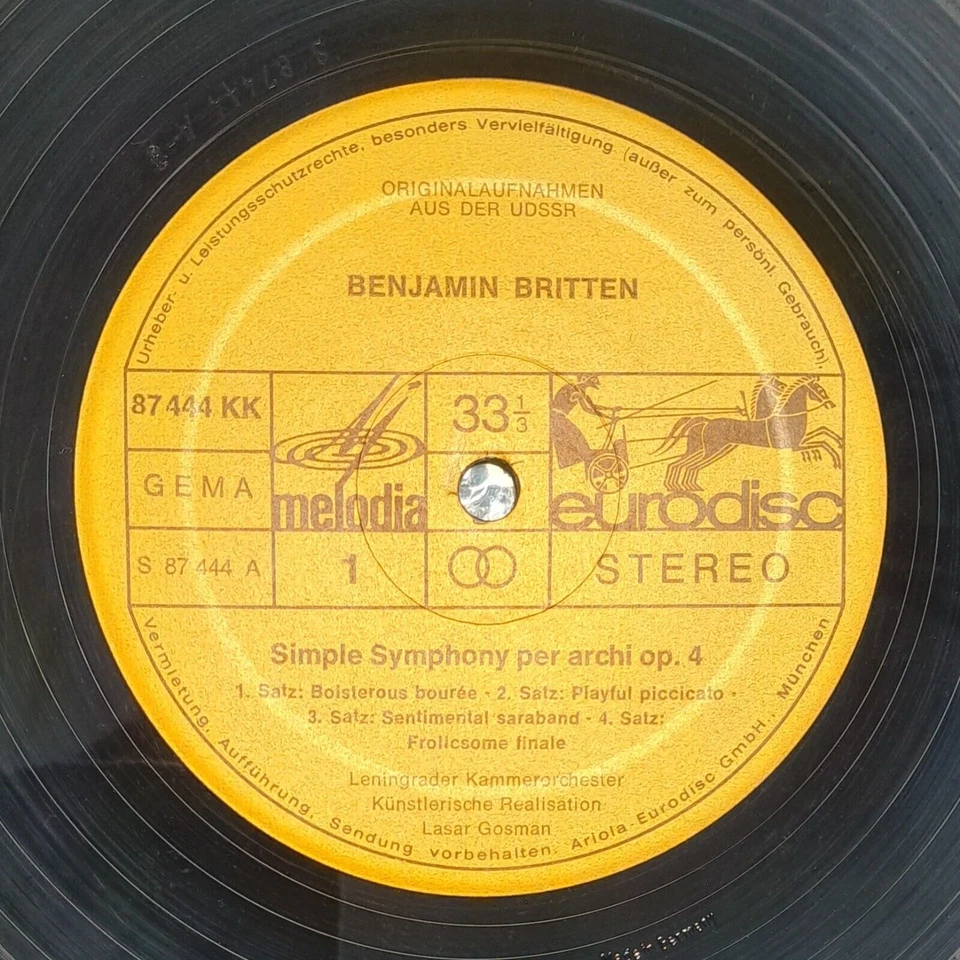 Urheber- u. Leistungsschutzrechte, besonders Vervielfältigung (außer zum persönl. Gebrauch),
ORIGINALAUFNAHMEN
AUS DER UDSSR
BENJAMIN BRITTEN
87 444 KK
33 1/3
GEMA
melodia
eurodisc
S 87 444 A
1
STEREO
Simple Symphony per archi op. 4
1. Satz: Boisterous bourée · 2. Satz: Playful piccicato ·
3. Satz: Sentimental saraband · 4. Satz:
Frolicsome finale
Leningrader Kammerorchester
Künstlerische Realisation
Lasar Gosman
Vermietung, Aufführung, Sendung vorbehalten. Ariola-Eurodisc GmbH., München
Germany